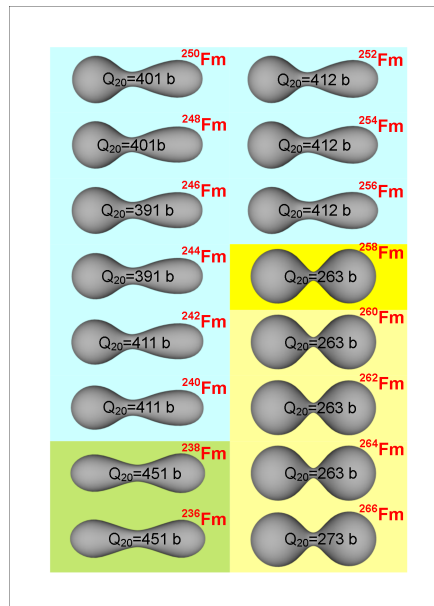 ²⁵⁰Fm
Q₂₀=401 b
²⁴⁸Fm
Q₂₀=401b
²⁴⁶Fm
Q₂₀=391 b
²⁴⁴Fm
Q₂₀=391 b
²⁴²Fm
Q₂₀=411 b
²⁴⁰Fm
Q₂₀=411 b
²³⁸Fm
Q₂₀=451 b
²³⁶Fm
Q₂₀=451 b
²⁵²Fm
Q₂₀=412 b
²⁵⁴Fm
Q₂₀=412 b
²⁵⁶Fm
Q₂₀=412 b
²⁵⁸Fm
Q₂₀=263 b
²⁶⁰Fm
Q₂₀=263 b
²⁶²Fm
Q₂₀=263 b
²⁶⁴Fm
Q₂₀=263 b
²⁶⁶Fm
Q₂₀=273 b